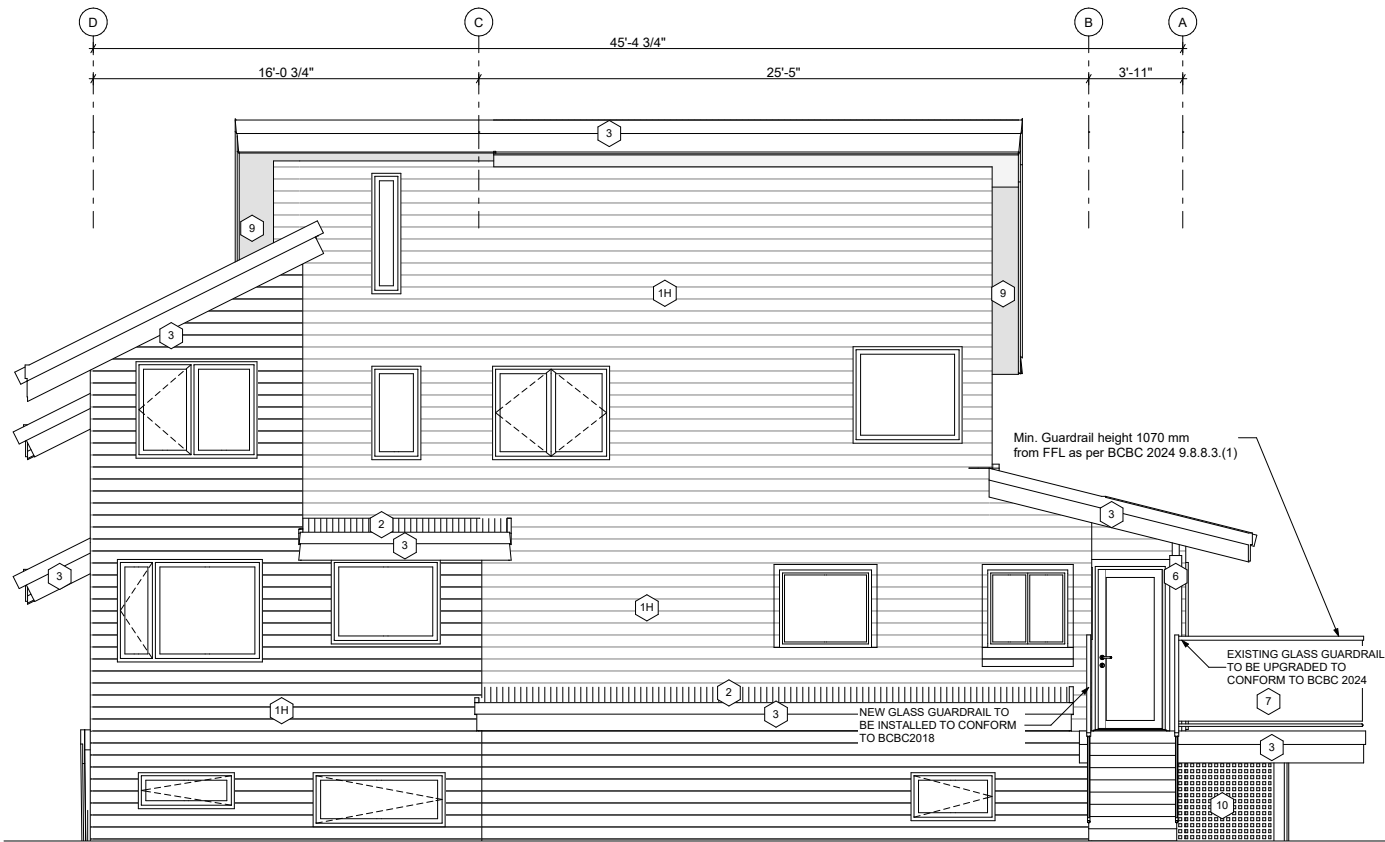 D
C
B
A
45'-4 3/4"
16'-0 3/4"
25'-5"
3'-11"
3
9
1H
9
3
Min. Guardrail height 1070 mm
from FFL as per BCBC 2024 9.8.8.3.(1)
3
2
3
3
6
1H
EXISTING GLASS GUARDRAIL
TO BE UPGRADED TO
CONFORM TO BCBC 2024
7
2
1H
3
NEW GLASS GUARDRAIL TO
BE INSTALLED TO CONFORM
TO BCBC2018
3
10